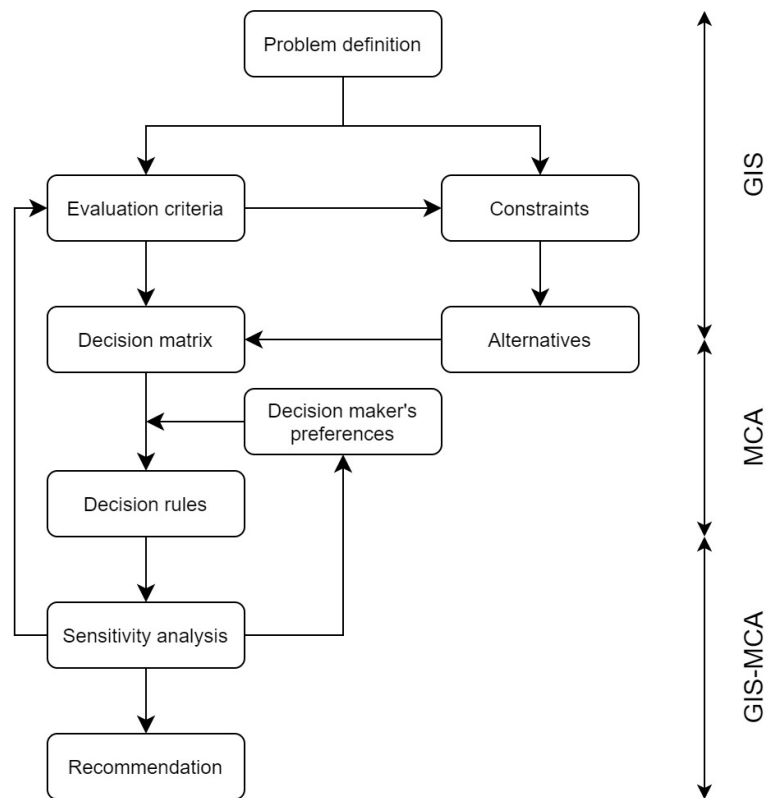 Problem definition
Evaluation criteria
Constraints
Decision matrix
Alternatives
Decision maker's
preferences
Decision rules
Sensitivity analysis
Recommendation
GIS
MCA
GIS-MCA